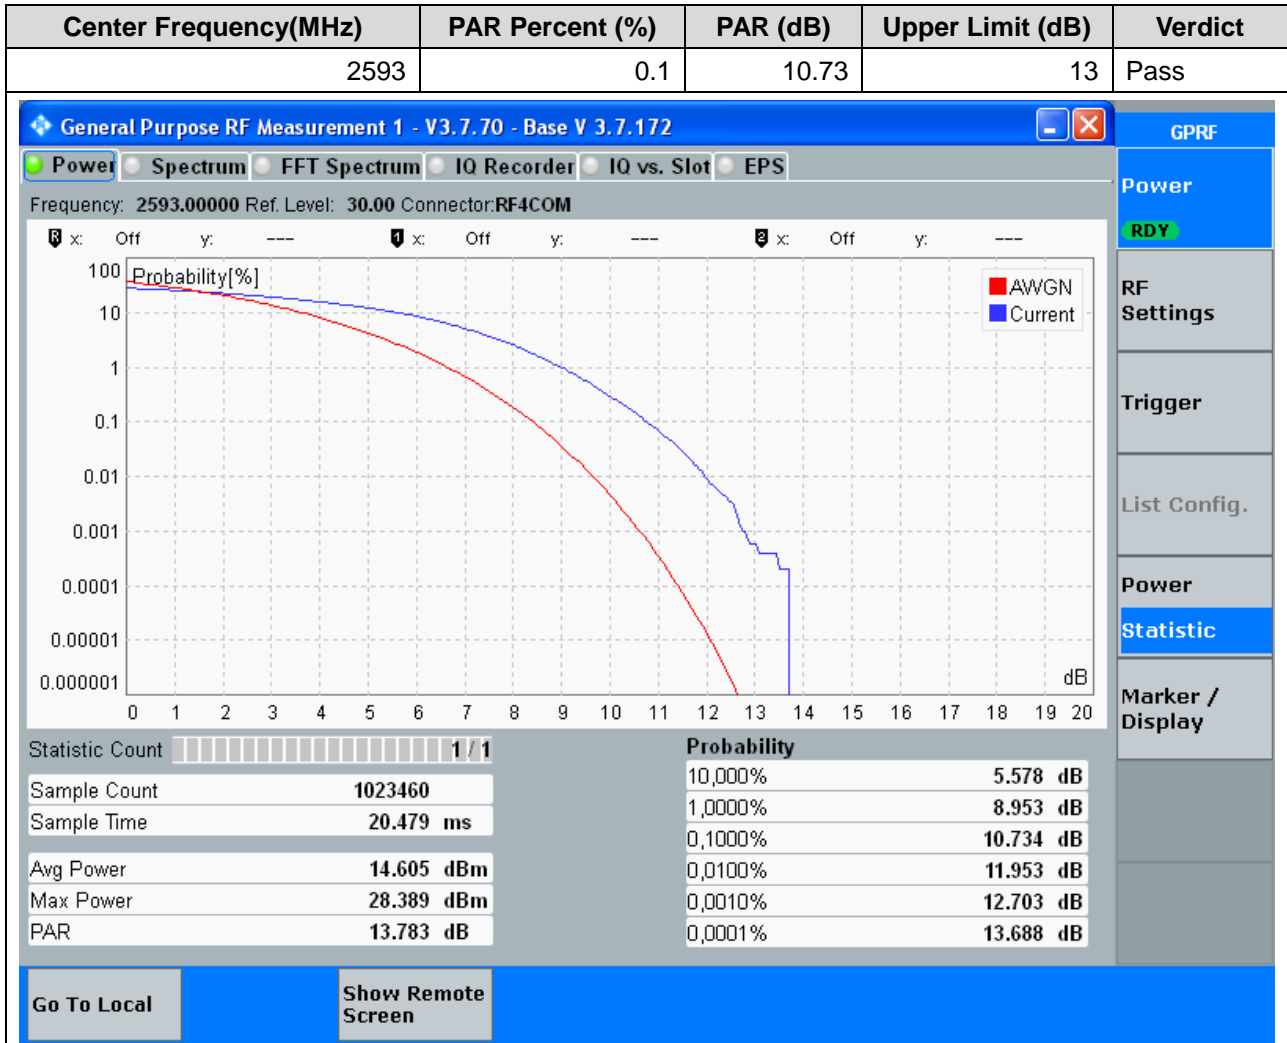 Center Frequency(MHz) PAR Percent (%) PAR (dB) Upper Limit (dB) Verdict
2593 0.1 10.73 13 Pass
General Purpose RF Measurement 1 - V3.7.70 - Base V 3.7.172
GPRF
Power Spectrum FFT Spectrum IQ Recorder IQ vs. Slot EPS
Frequency: 2593.00000 Ref. Level: 30.00 Connector:RF4COM
R x: Off y: --- 1 x: Off y: --- 2 x: Off y: ---
Probability[%]
AWGN
Current
100
10
1
0.1
0.01
0.001
0.0001
0.00001
0.000001
dB
0 1 2 3 4 5 6 7 8 9 10 11 12 13 14 15 16 17 18 19 20
Statistic Count 1 / 1
Sample Count 1023460
Sample Time 20.479 ms
Avg Power 14.605 dBm
Max Power 28.389 dBm
PAR 13.783 dB
Probability
10,000% 5.578 dB
1,0000% 8.953 dB
0,1000% 10.734 dB
0,0100% 11.953 dB
0,0010% 12.703 dB
0,0001% 13.688 dB
Power
RDY
RF
Settings
Trigger
List Config.
Power
Statistic
Marker /
Display
Go To Local
Show Remote
Screen